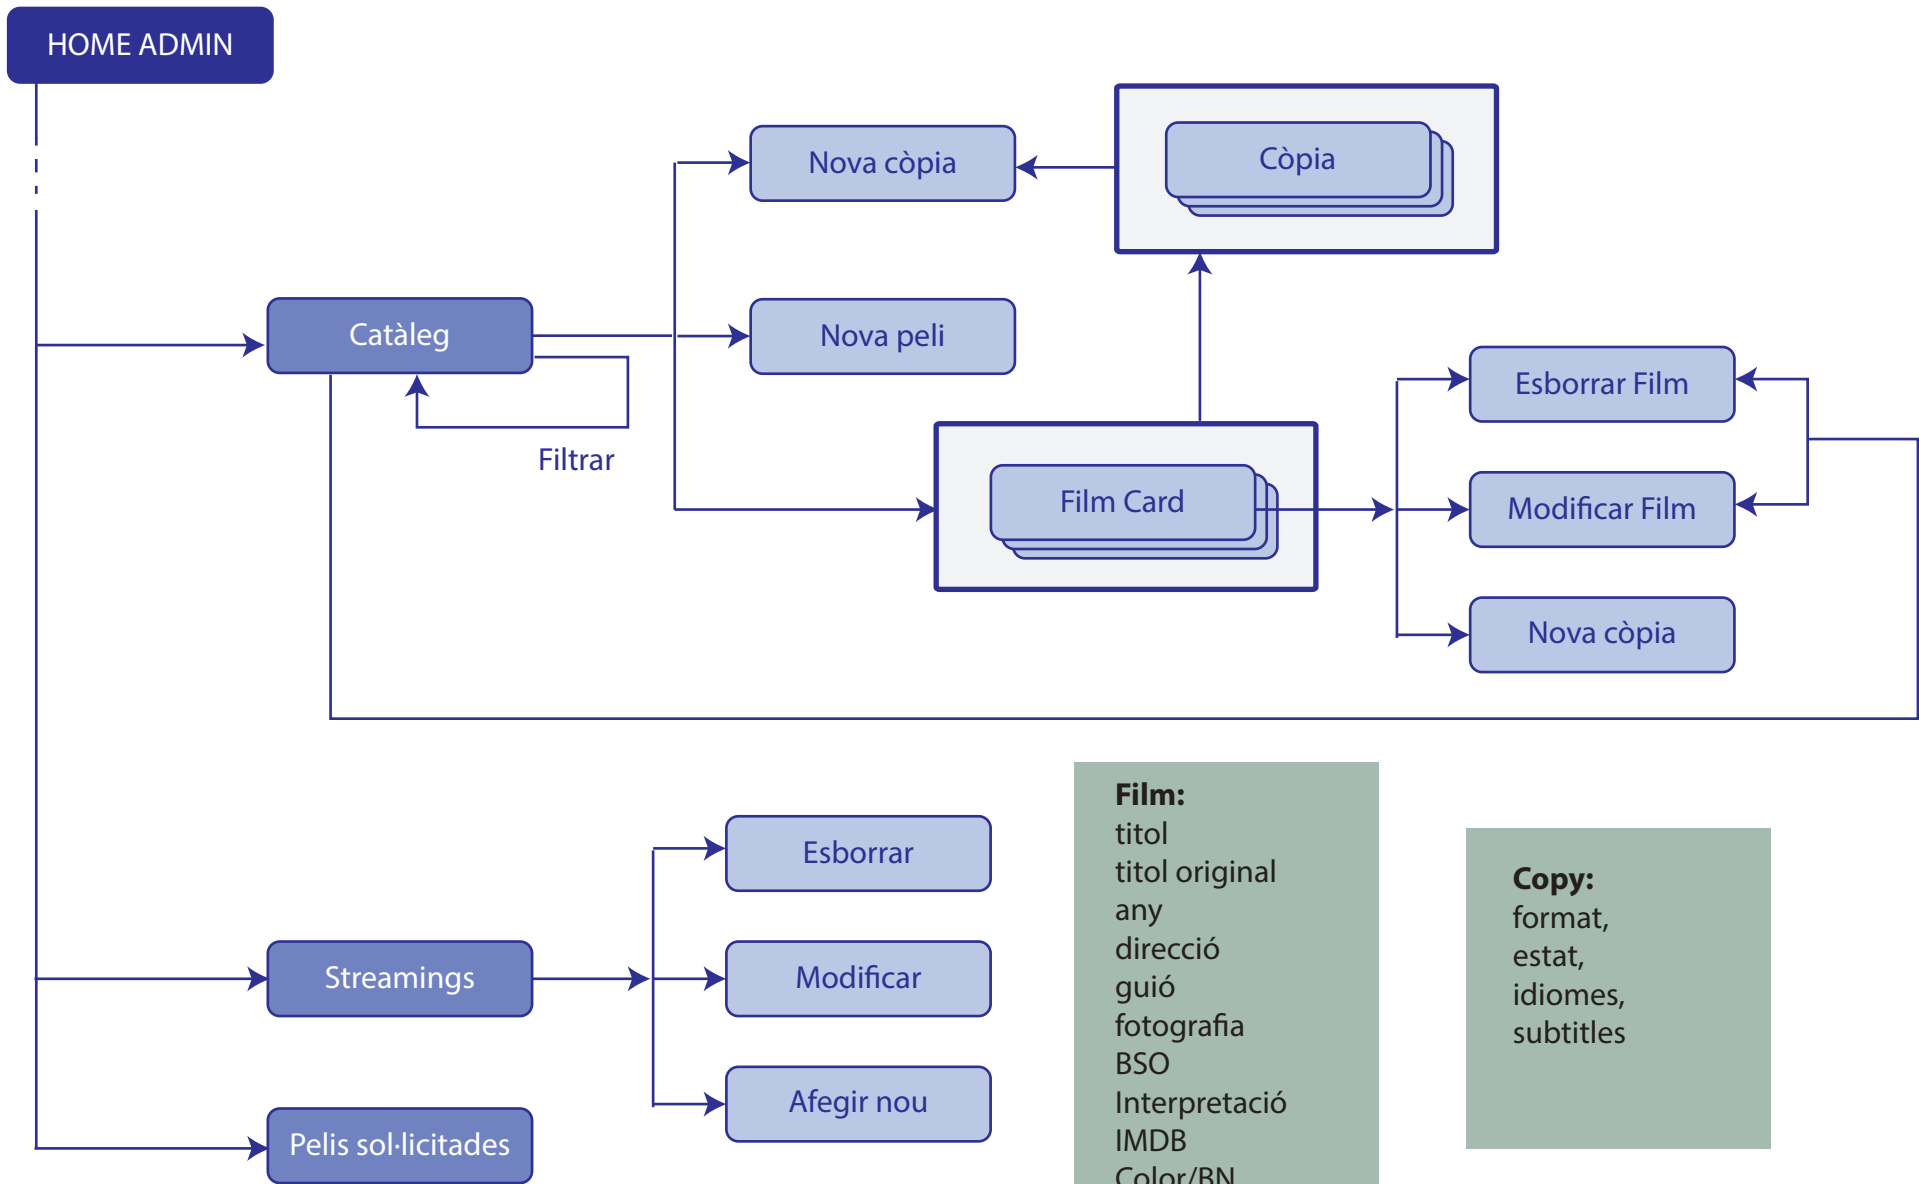 HOME ADMIN
Nova còpia
Còpia
Catàleg
Nova peli
Filtrar
Film Card
Esborrar Film
Modificar Film
Nova còpia
Streamings
Esborrar
Modificar
Afegir nou
Pelis sol·licitades
Film:
titol
titol original
any
direcció
guió
fotografia
BSO
Interpretació
IMDB
Color/BN
Copy:
format,
estat,
idiomes,
subtitles